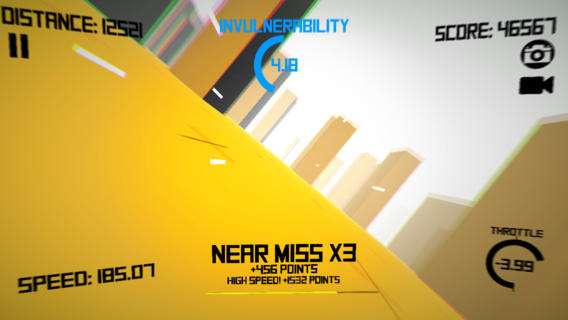 DISTANCE: 12521
INVULNERABILITY
4.18
SCORE: 46567
NEAR MISS X3
+456 POINTS
HIGH SPEED! +1532 POINTS
SPEED: 185.07
THROTTLE
-3.99